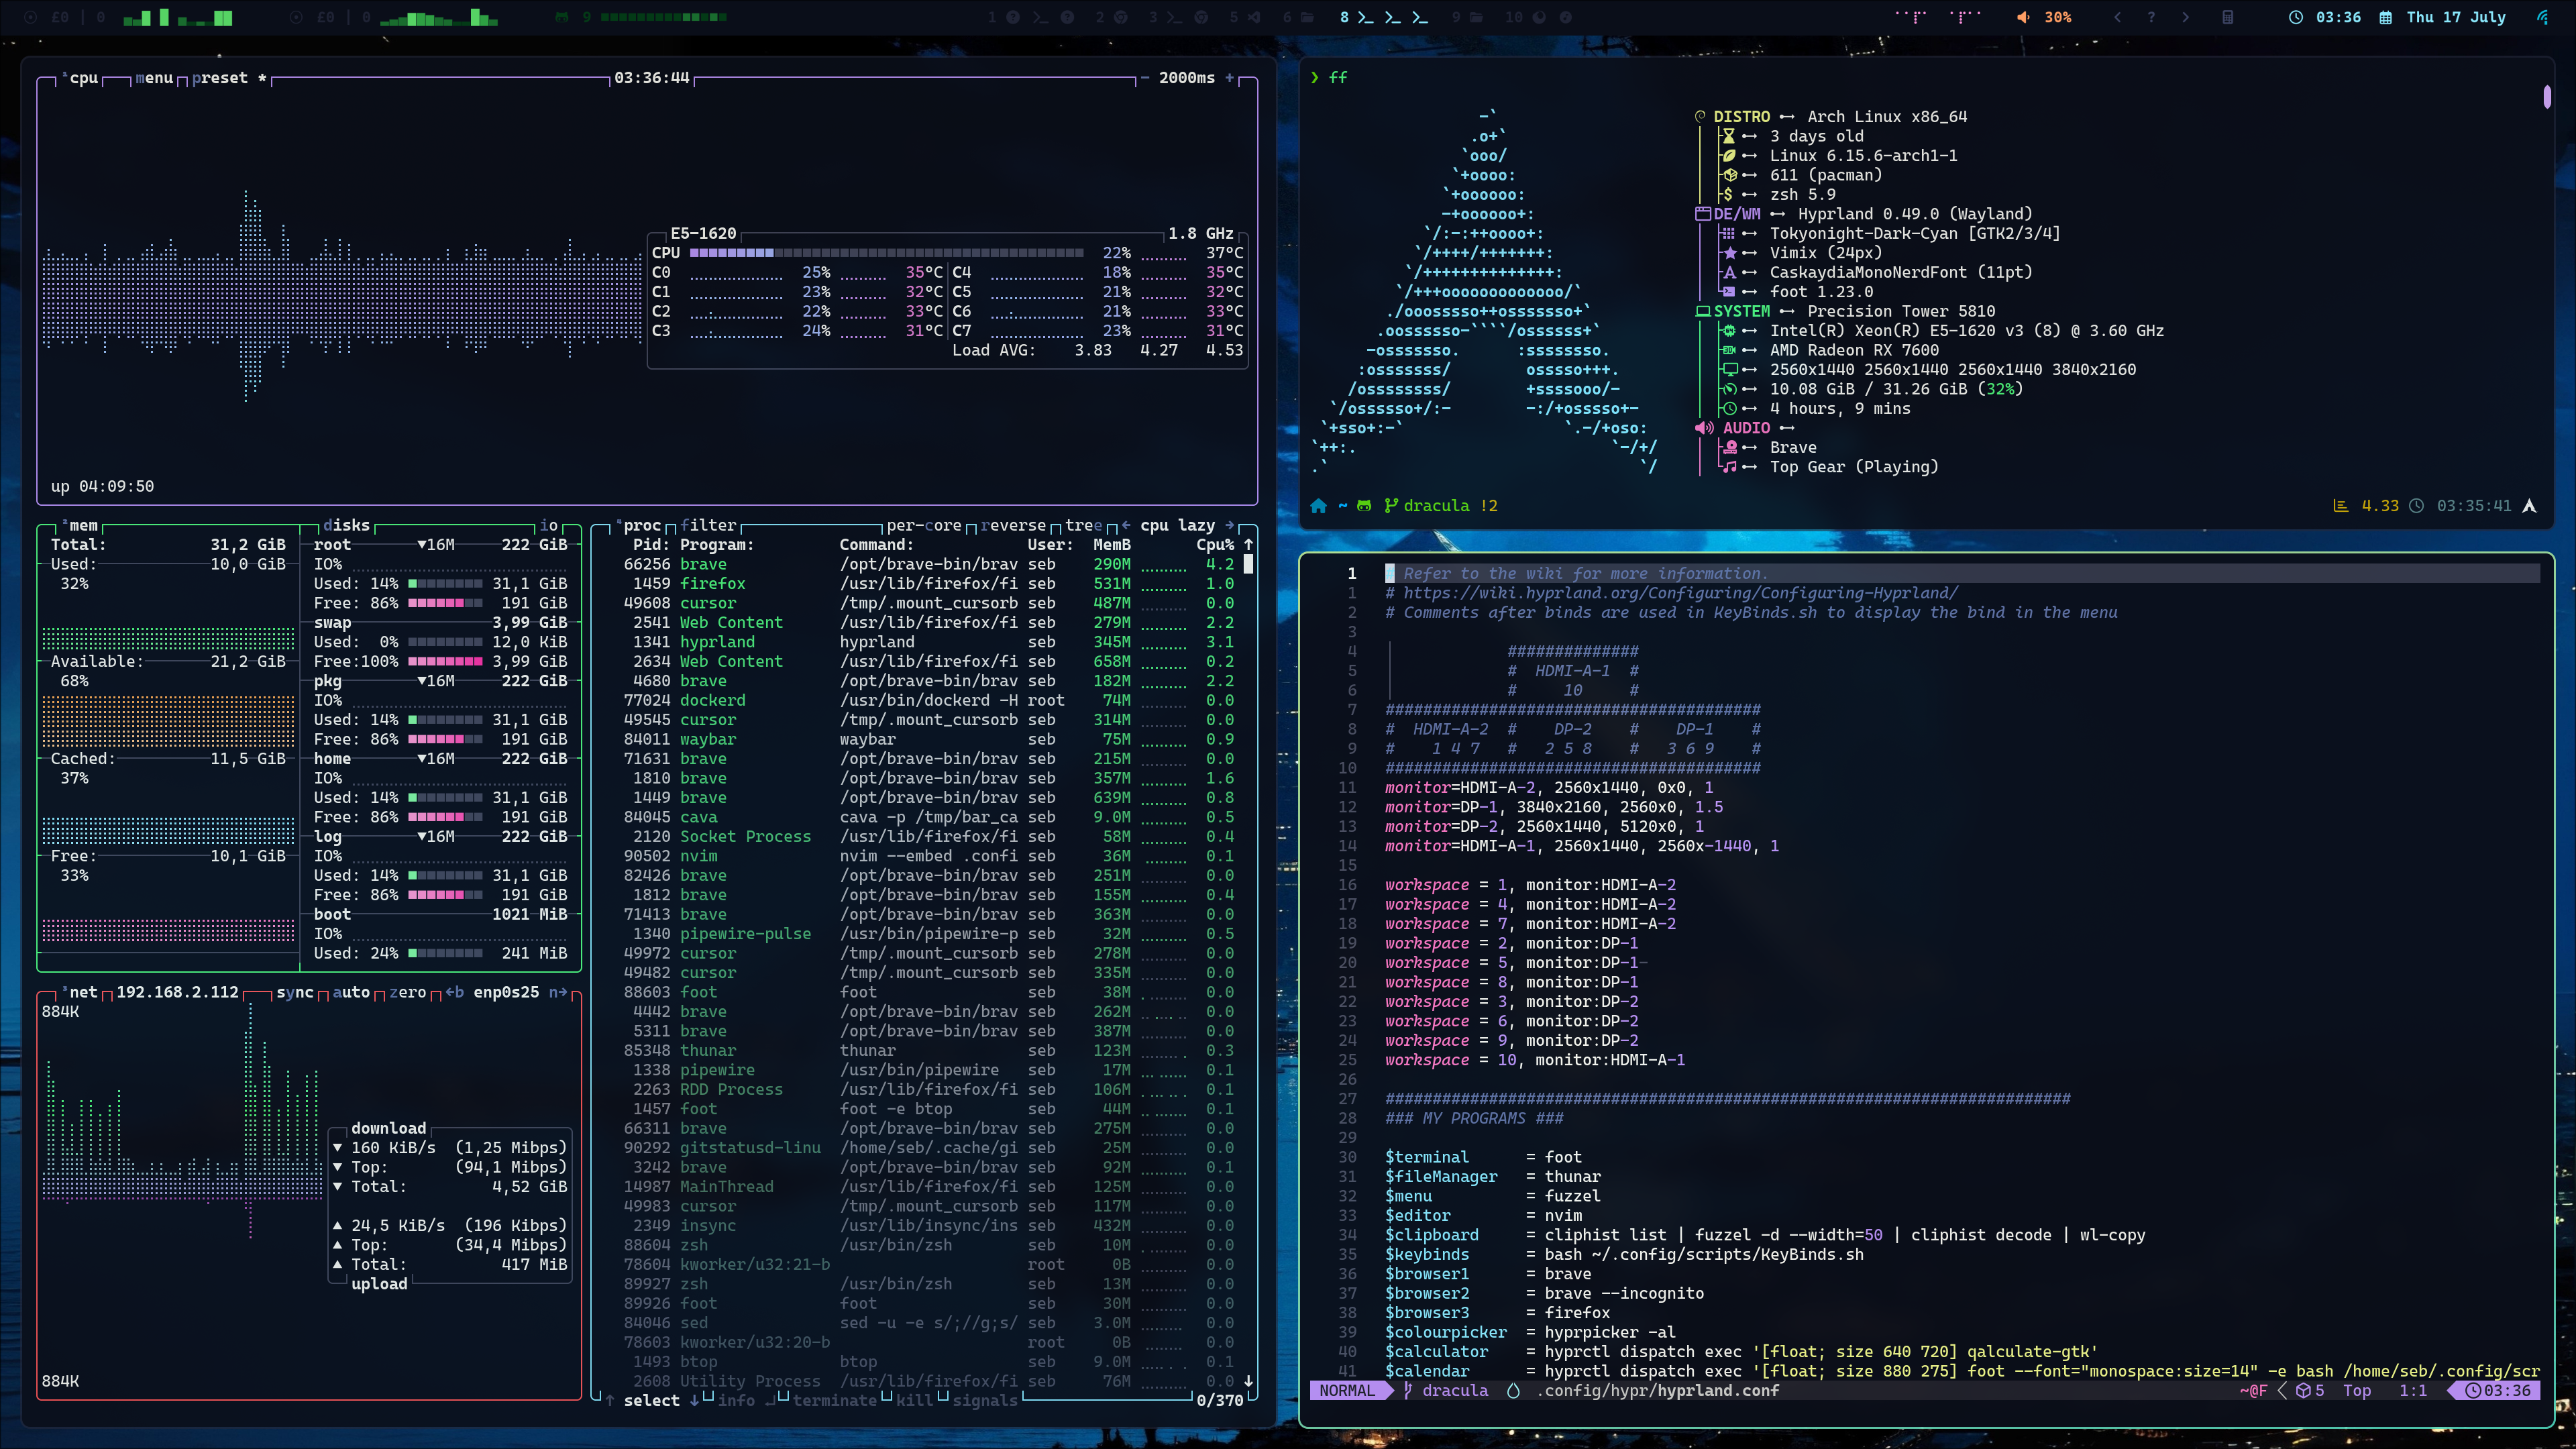 £0 | 0 £0 | 0 9 1 2 3 5 6 8 9 10 30% < ? > 03:36 Thu 17 July
¹cpu menu preset * 03:36:44 - 2000ms +
E5-1620 1.8 GHz
CPU 22% 37°C
C0 25% 35°C C4 18% 35°C
C1 23% 32°C C5 21% 32°C
C2 22% 33°C C6 21% 33°C
C3 24% 31°C C7 23% 31°C
Load AVG: 3.83 4.27 4.53
up 04:09:50
²mem disks io
Total: 31,2 GiB
Used: 10,0 GiB
32%
Available: 21,2 GiB
68%
Cached: 11,5 GiB
37%
Free: 10,1 GiB
33%
root ▼16M 222 GiB
IO%
Used: 14% 31,1 GiB
Free: 86% 191 GiB
swap 3,99 GiB
Used: 0% 12,0 KiB
Free:100% 3,99 GiB
pkg ▼16M 222 GiB
IO%
Used: 14% 31,1 GiB
Free: 86% 191 GiB
home ▼16M 222 GiB
IO%
Used: 14% 31,1 GiB
Free: 86% 191 GiB
log ▼16M 222 GiB
IO%
Used: 14% 31,1 GiB
Free: 86% 191 GiB
boot 1021 MiB
IO%
Used: 24% 241 MiB
³net 192.168.2.112 sync auto zero ←b enp0s25 n→
884K
download
▼ 160 KiB/s (1,25 Mibps)
▼ Top: (94,1 Mibps)
▼ Total: 4,52 GiB
▲ 24,5 KiB/s (196 Kibps)
▲ Top: (34,4 Mibps)
▲ Total: 417 MiB
upload
884K
⁴proc filter per-core reverse tree ← cpu lazy →
Pid: Program: Command: User: MemB Cpu% ↑
66256 brave /opt/brave-bin/brav seb 290M 4.2
1459 firefox /usr/lib/firefox/fi seb 531M 1.0
49608 cursor /tmp/.mount_cursorb seb 487M 0.0
2541 Web Content /usr/lib/firefox/fi seb 279M 2.2
1341 hyprland hyprland seb 345M 3.1
2634 Web Content /usr/lib/firefox/fi seb 658M 0.2
4680 brave /opt/brave-bin/brav seb 182M 2.2
77024 dockerd /usr/bin/dockerd -H root 74M 0.0
49545 cursor /tmp/.mount_cursorb seb 314M 0.0
84011 waybar waybar seb 75M 0.9
71631 brave /opt/brave-bin/brav seb 215M 0.0
1810 brave /opt/brave-bin/brav seb 357M 1.6
1449 brave /opt/brave-bin/brav seb 639M 0.8
84045 cava cava -p /tmp/bar_ca seb 9.0M 0.5
2120 Socket Process /usr/lib/firefox/fi seb 58M 0.4
90502 nvim nvim --embed .confi seb 36M 0.1
82426 brave /opt/brave-bin/brav seb 251M 0.0
1812 brave /opt/brave-bin/brav seb 155M 0.4
71413 brave /opt/brave-bin/brav seb 363M 0.0
1340 pipewire-pulse /usr/bin/pipewire-p seb 32M 0.5
49972 cursor /tmp/.mount_cursorb seb 278M 0.0
49482 cursor /tmp/.mount_cursorb seb 335M 0.0
88603 foot foot seb 38M 0.0
4442 brave /opt/brave-bin/brav seb 262M 0.0
5311 brave /opt/brave-bin/brav seb 387M 0.0
85348 thunar thunar seb 123M 0.3
1338 pipewire /usr/bin/pipewire seb 17M 0.1
2263 RDD Process /usr/lib/firefox/fi seb 106M 0.1
1457 foot foot -e btop seb 44M 0.1
66311 brave /opt/brave-bin/brav seb 275M 0.0
90292 gitstatusd-linu /home/seb/.cache/gi seb 25M 0.0
3242 brave /opt/brave-bin/brav seb 92M 0.1
14987 MainThread /usr/lib/firefox/fi seb 125M 0.0
49983 cursor /tmp/.mount_cursorb seb 117M 0.0
2349 insync /usr/lib/insync/ins seb 432M 0.0
88604 zsh /usr/bin/zsh seb 10M 0.0
78604 kworker/u32:21-b root 0B 0.0
89927 zsh /usr/bin/zsh seb 13M 0.0
89926 foot foot seb 30M 0.0
84046 sed sed -u -e s/;//g;s/ seb 3.0M 0.0
78603 kworker/u32:20-b root 0B 0.0
1493 btop btop seb 9.0M 0.1
2608 Utility Process /usr/lib/firefox/fi seb 76M 0.0 ↓
↑ select ↓ info ↵ terminate kill signals 0/370
❯ ff
-`
.o+`
`ooo/
`+oooo:
`+oooooo:
-+oooooo+:
`/:-:++oooo+:
`/++++/+++++++:
`/++++++++++++++:
`/+++ooooooooooooo/`
./ooosssso++osssssso+`
.oossssso-````/ossssss+`
-osssssso. :ssssssso.
:osssssss/ osssso+++.
/ossssssss/ +ssssooo/-
`/ossssso+/:- -:/+osssso+-
`+sso+:-` `.-/+oso:
`++:. `-/+/
.` `/
DISTRO Arch Linux x86_64
3 days old
Linux 6.15.6-arch1-1
611 (pacman)
zsh 5.9
DE/WM Hyprland 0.49.0 (Wayland)
Tokyonight-Dark-Cyan [GTK2/3/4]
Vimix (24px)
CaskaydiaMonoNerdFont (11pt)
foot 1.23.0
SYSTEM Precision Tower 5810
Intel(R) Xeon(R) E5-1620 v3 (8) @ 3.60 GHz
AMD Radeon RX 7600
2560x1440 2560x1440 2560x1440 3840x2160
10.08 GiB / 31.26 GiB (32%)
4 hours, 9 mins
AUDIO
Brave
Top Gear (Playing)
~ dracula !2 4.33 03:35:41
1 # Refer to the wiki for more information.
1 # https://wiki.hyprland.org/Configuring/Configuring-Hyprland/
2 # Comments after binds are used in KeyBinds.sh to display the bind in the menu
3
4 ##############
5 # HDMI-A-1 #
6 # 10 #
7 ########################################
8 # HDMI-A-2 # DP-2 # DP-1 #
9 # 1 4 7 # 2 5 8 # 3 6 9 #
10 ########################################
11 monitor=HDMI-A-2, 2560x1440, 0x0, 1
12 monitor=DP-1, 3840x2160, 2560x0, 1.5
13 monitor=DP-2, 2560x1440, 5120x0, 1
14 monitor=HDMI-A-1, 2560x1440, 2560x-1440, 1
15
16 workspace = 1, monitor:HDMI-A-2
17 workspace = 4, monitor:HDMI-A-2
18 workspace = 7, monitor:HDMI-A-2
19 workspace = 2, monitor:DP-1
20 workspace = 5, monitor:DP-1-
21 workspace = 8, monitor:DP-1
22 workspace = 3, monitor:DP-2
23 workspace = 6, monitor:DP-2
24 workspace = 9, monitor:DP-2
25 workspace = 10, monitor:HDMI-A-1
26
27 #########################################################################
28 ### MY PROGRAMS ###
29
30 $terminal = foot
31 $fileManager = thunar
32 $menu = fuzzel
33 $editor = nvim
34 $clipboard = cliphist list | fuzzel -d --width=50 | cliphist decode | wl-copy
35 $keybinds = bash ~/.config/scripts/KeyBinds.sh
36 $browser1 = brave
37 $browser2 = brave --incognito
38 $browser3 = firefox
39 $colourpicker = hyprpicker -al
40 $calculator = hyprctl dispatch exec '[float; size 640 720] qalculate-gtk'
41 $calendar = hyprctl dispatch exec '[float; size 880 275] foot --font="monospace:size=14" -e bash /home/seb/.config/scr
NORMAL dracula .config/hypr/hyprland.conf ~@F 5 Top 1:1 03:36